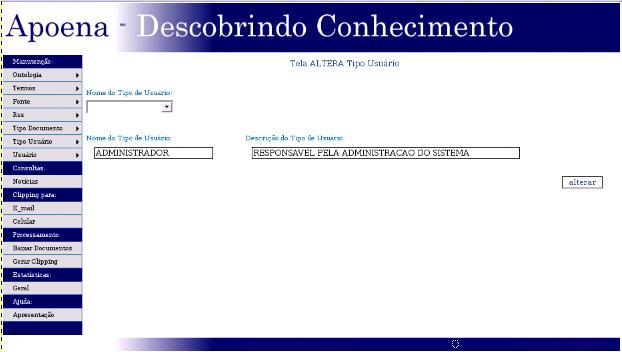 Apoena - Descobrindo Conhecimento
Manutenção:
Ontologia
Termos
Fonte
Rss
Tipo Documento
Tipo Usuário
Usuário
Consultas:
Notícias
Clipping para:
E_mail
Celular
Processamento:
Baixar Documentos
Gerar Clipping
Estatísticas:
Geral
Ajuda:
Apresentação
Tela ALTERA Tipo Usuário
Nome do Tipo de Usuário:
Nome do Tipo de Usuário: Descrição do Tipo de Usuário:
ADMINISTRADOR RESPONSAVEL PELA ADMINISTRACAO DO SISTEMA
alterar